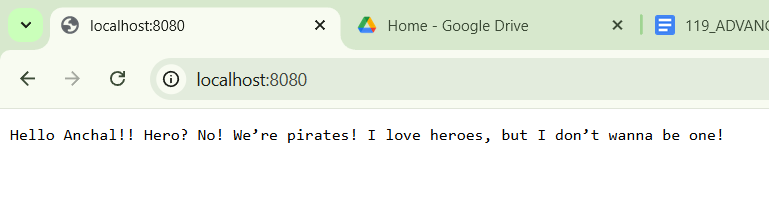 localhost:8080
Home - Google Drive
119_ADVANC
localhost:8080
Hello Anchal!! Hero? No! We’re pirates! I love heroes, but I don’t wanna be one!